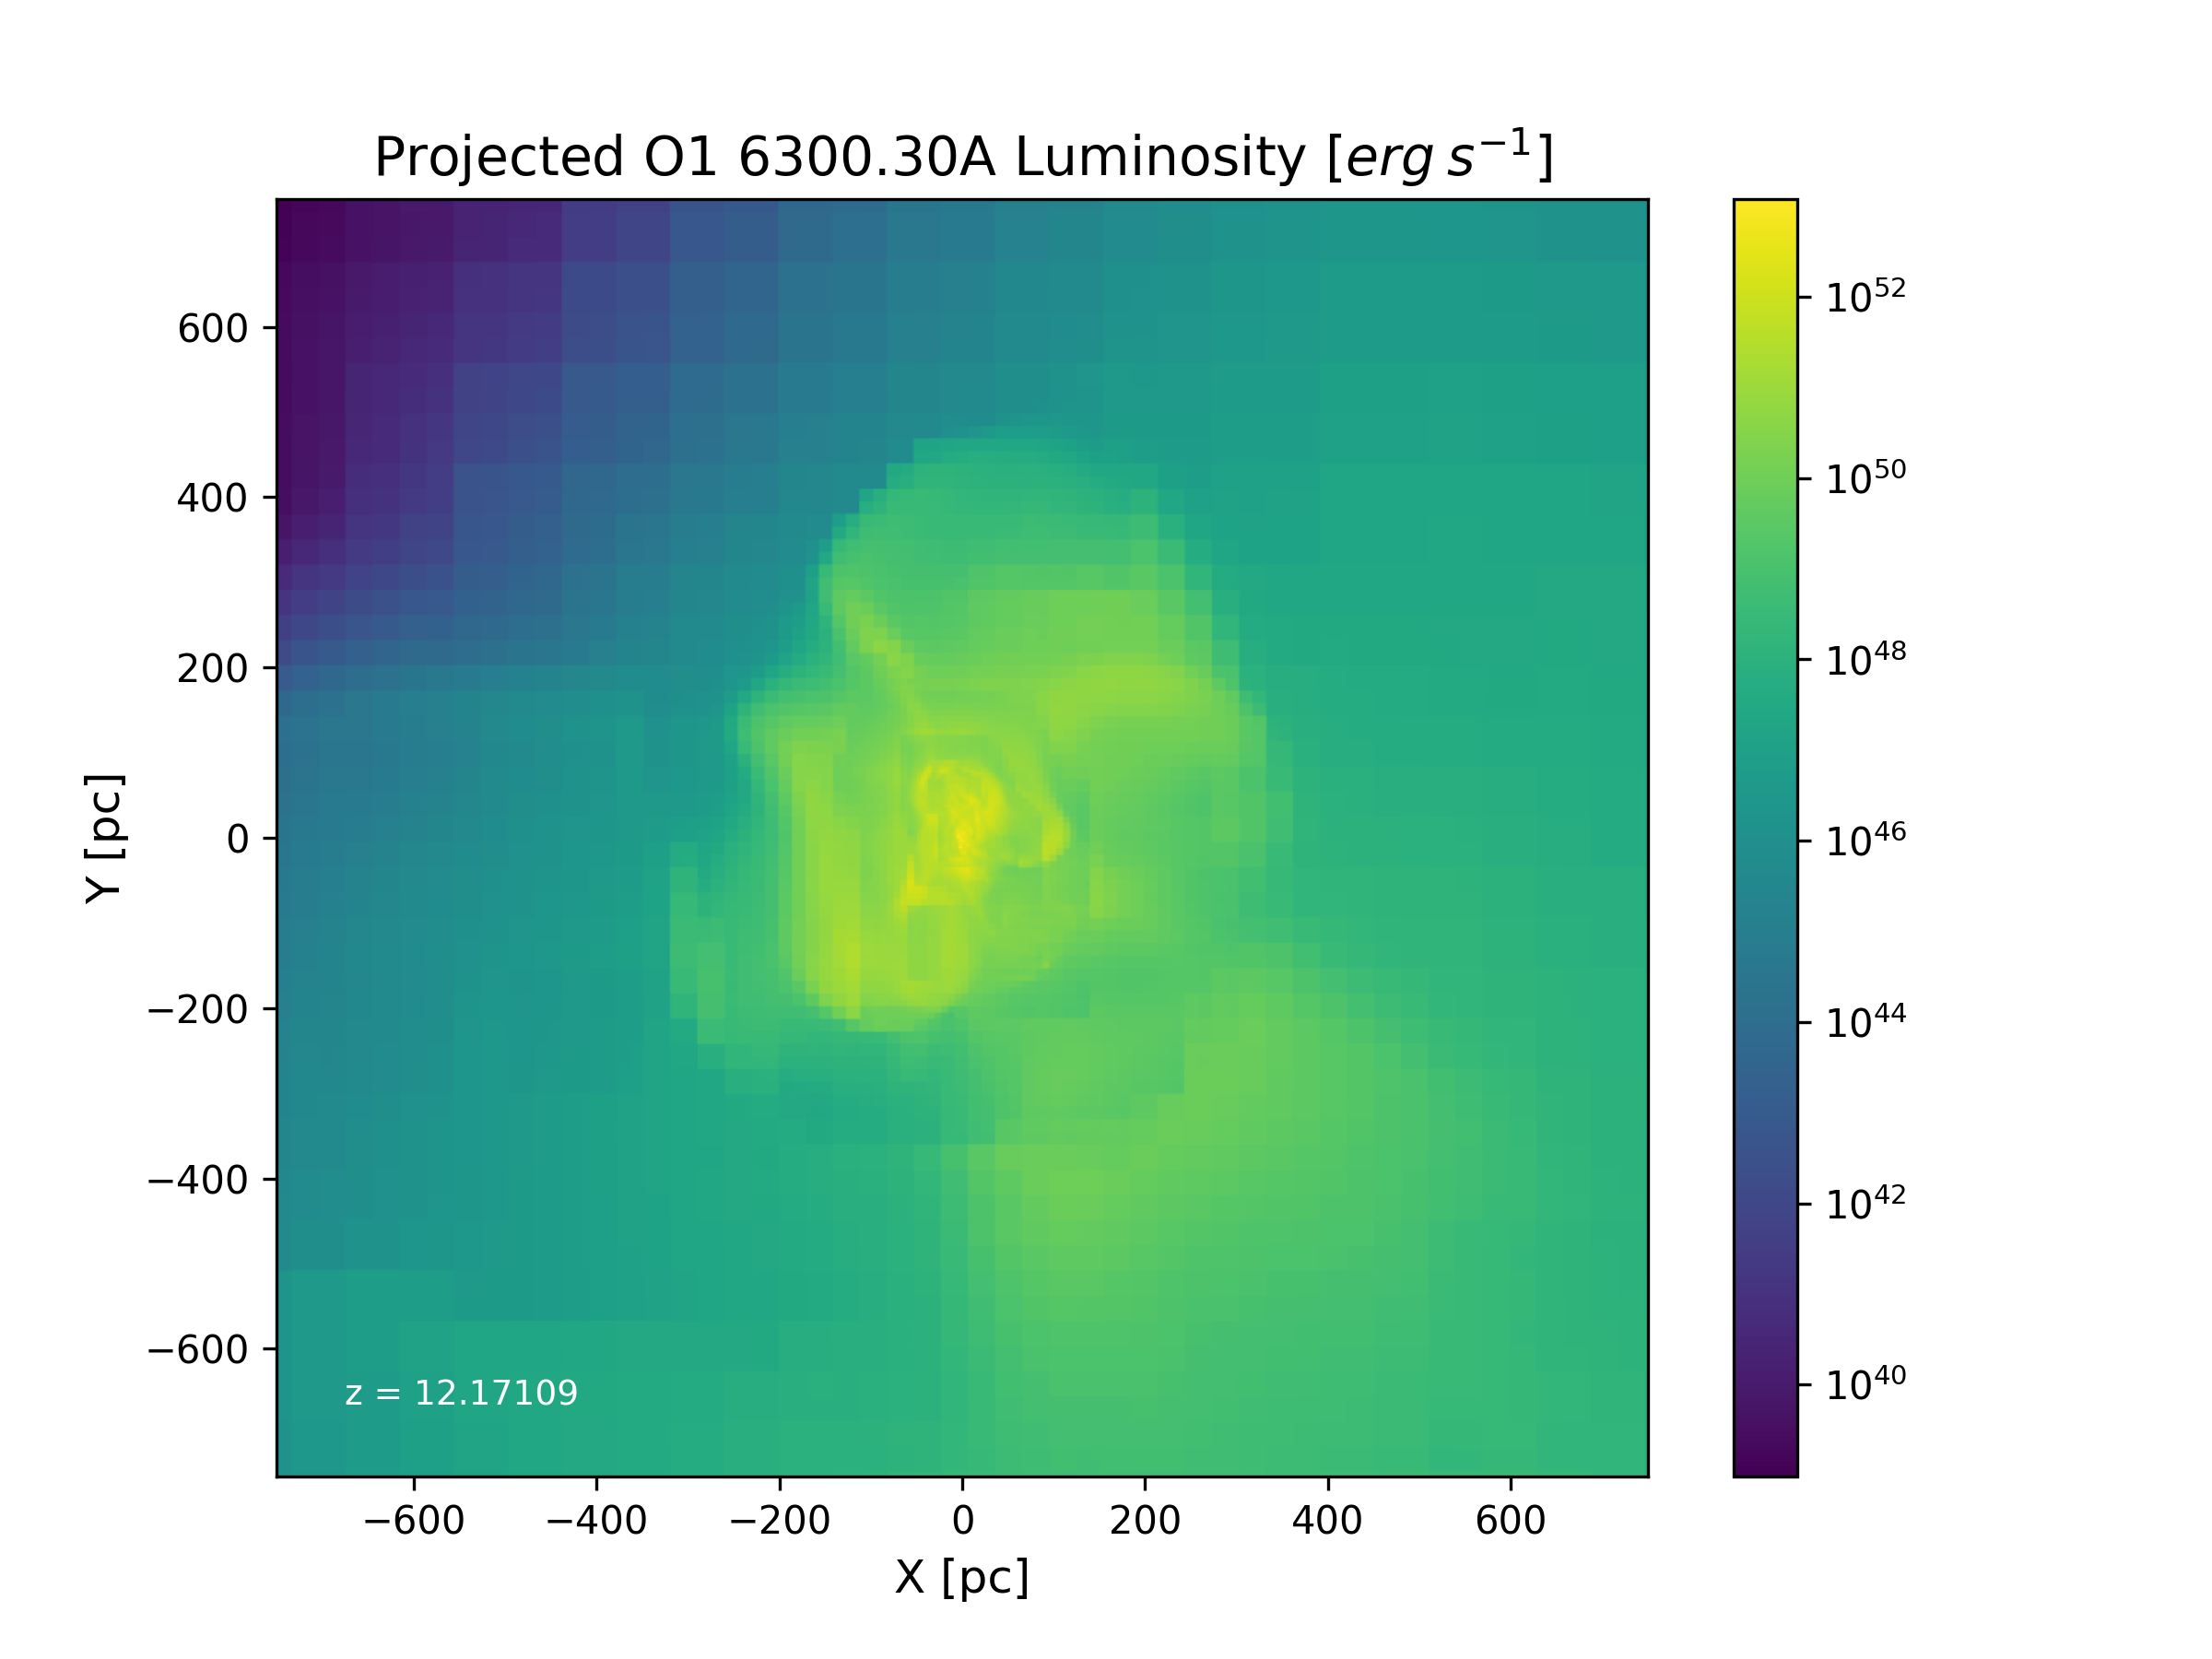 Projected O1 6300.30A Luminosity [erg s⁻¹]
Y [pc]
600
400
200
0
−200
−400
−600
z = 12.17109
−600 −400 −200 0 200 400 600
X [pc]
10⁵²
10⁵⁰
10⁴⁸
10⁴⁶
10⁴⁴
10⁴²
10⁴⁰